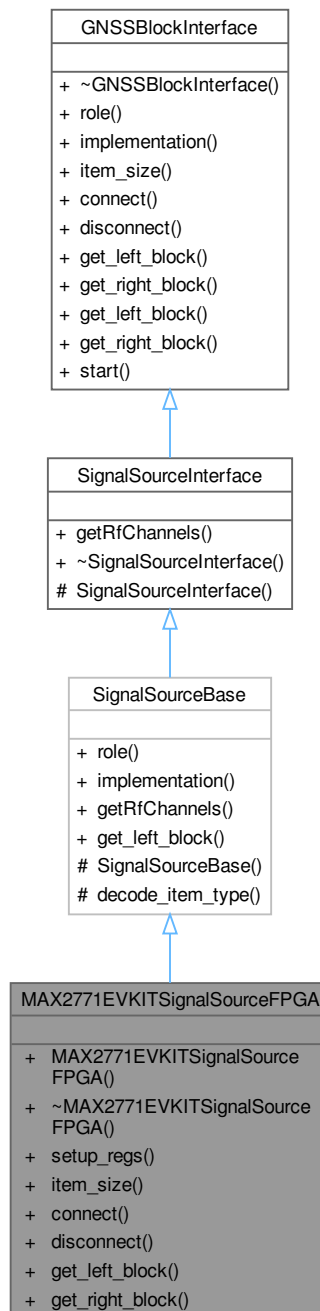 GNSSBlockInterface
+ ~GNSSBlockInterface()
+ role()
+ implementation()
+ item_size()
+ connect()
+ disconnect()
+ get_left_block()
+ get_right_block()
+ get_left_block()
+ get_right_block()
+ start()
SignalSourceInterface
+ getRfChannels()
+ ~SignalSourceInterface()
# SignalSourceInterface()
SignalSourceBase
+ role()
+ implementation()
+ getRfChannels()
+ get_left_block()
# SignalSourceBase()
# decode_item_type()
MAX2771EVKITSignalSourceFPGA
+ MAX2771EVKITSignalSource
FPGA()
+ ~MAX2771EVKITSignalSource
FPGA()
+ setup_regs()
+ item_size()
+ connect()
+ disconnect()
+ get_left_block()
+ get_right_block()